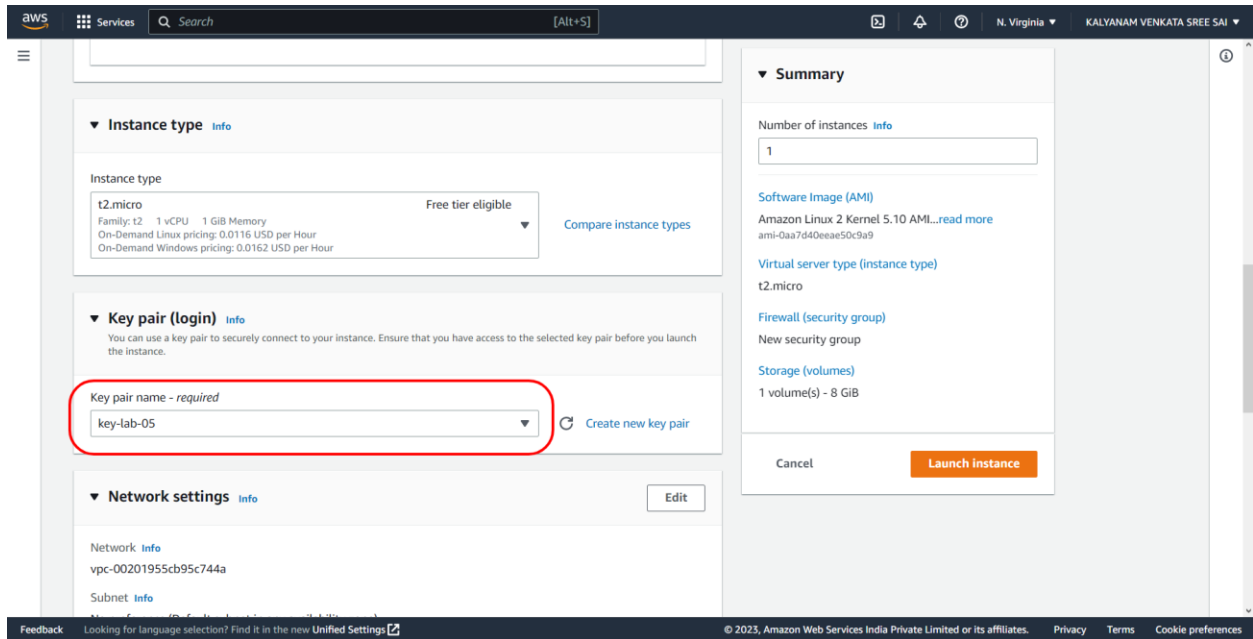 aws
Services
Search
[Alt+S]
N. Virginia
KALYANAM VENKATA SREE SAI
Instance type Info
Instance type
t2.micro
Free tier eligible
Family: t2 1 vCPU 1 GiB Memory
On-Demand Linux pricing: 0.0116 USD per Hour
On-Demand Windows pricing: 0.0162 USD per Hour
Compare instance types
Key pair (login) Info
You can use a key pair to securely connect to your instance. Ensure that you have access to the selected key pair before you launch
the instance.
Key pair name - required
key-lab-05
Create new key pair
Network settings Info
Edit
Network Info
vpc-00201955cb95c744a
Subnet Info
Summary
Number of instances Info
1
Software Image (AMI)
Amazon Linux 2 Kernel 5.10 AMI...read more
ami-0aa7d40eeae50c9a9
Virtual server type (instance type)
t2.micro
Firewall (security group)
New security group
Storage (volumes)
1 volume(s) - 8 GiB
Cancel
Launch instance
Feedback
Looking for language selection? Find it in the new Unified Settings
© 2023, Amazon Web Services India Private Limited or its affiliates.
Privacy
Terms
Cookie preferences